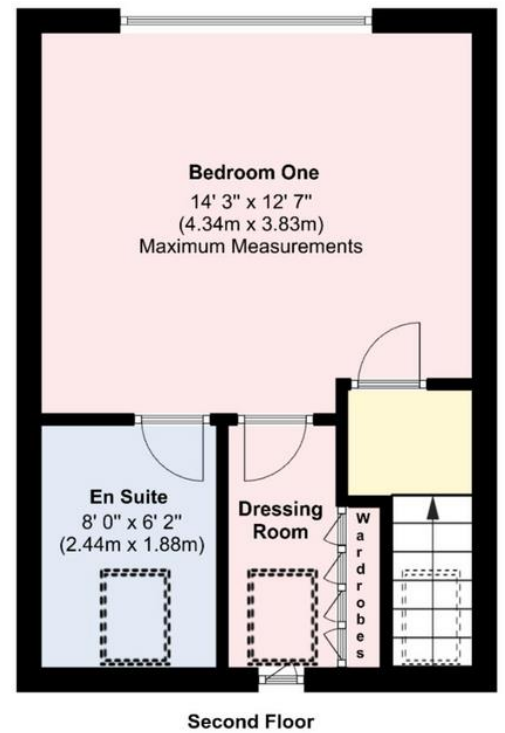 Bedroom One
14' 3" x 12' 7"
(4.34m x 3.83m)
Maximum Measurements
En Suite
8' 0" x 6' 2"
(2.44m x 1.88m)
Dressing
Room
Wardrobes
Second Floor